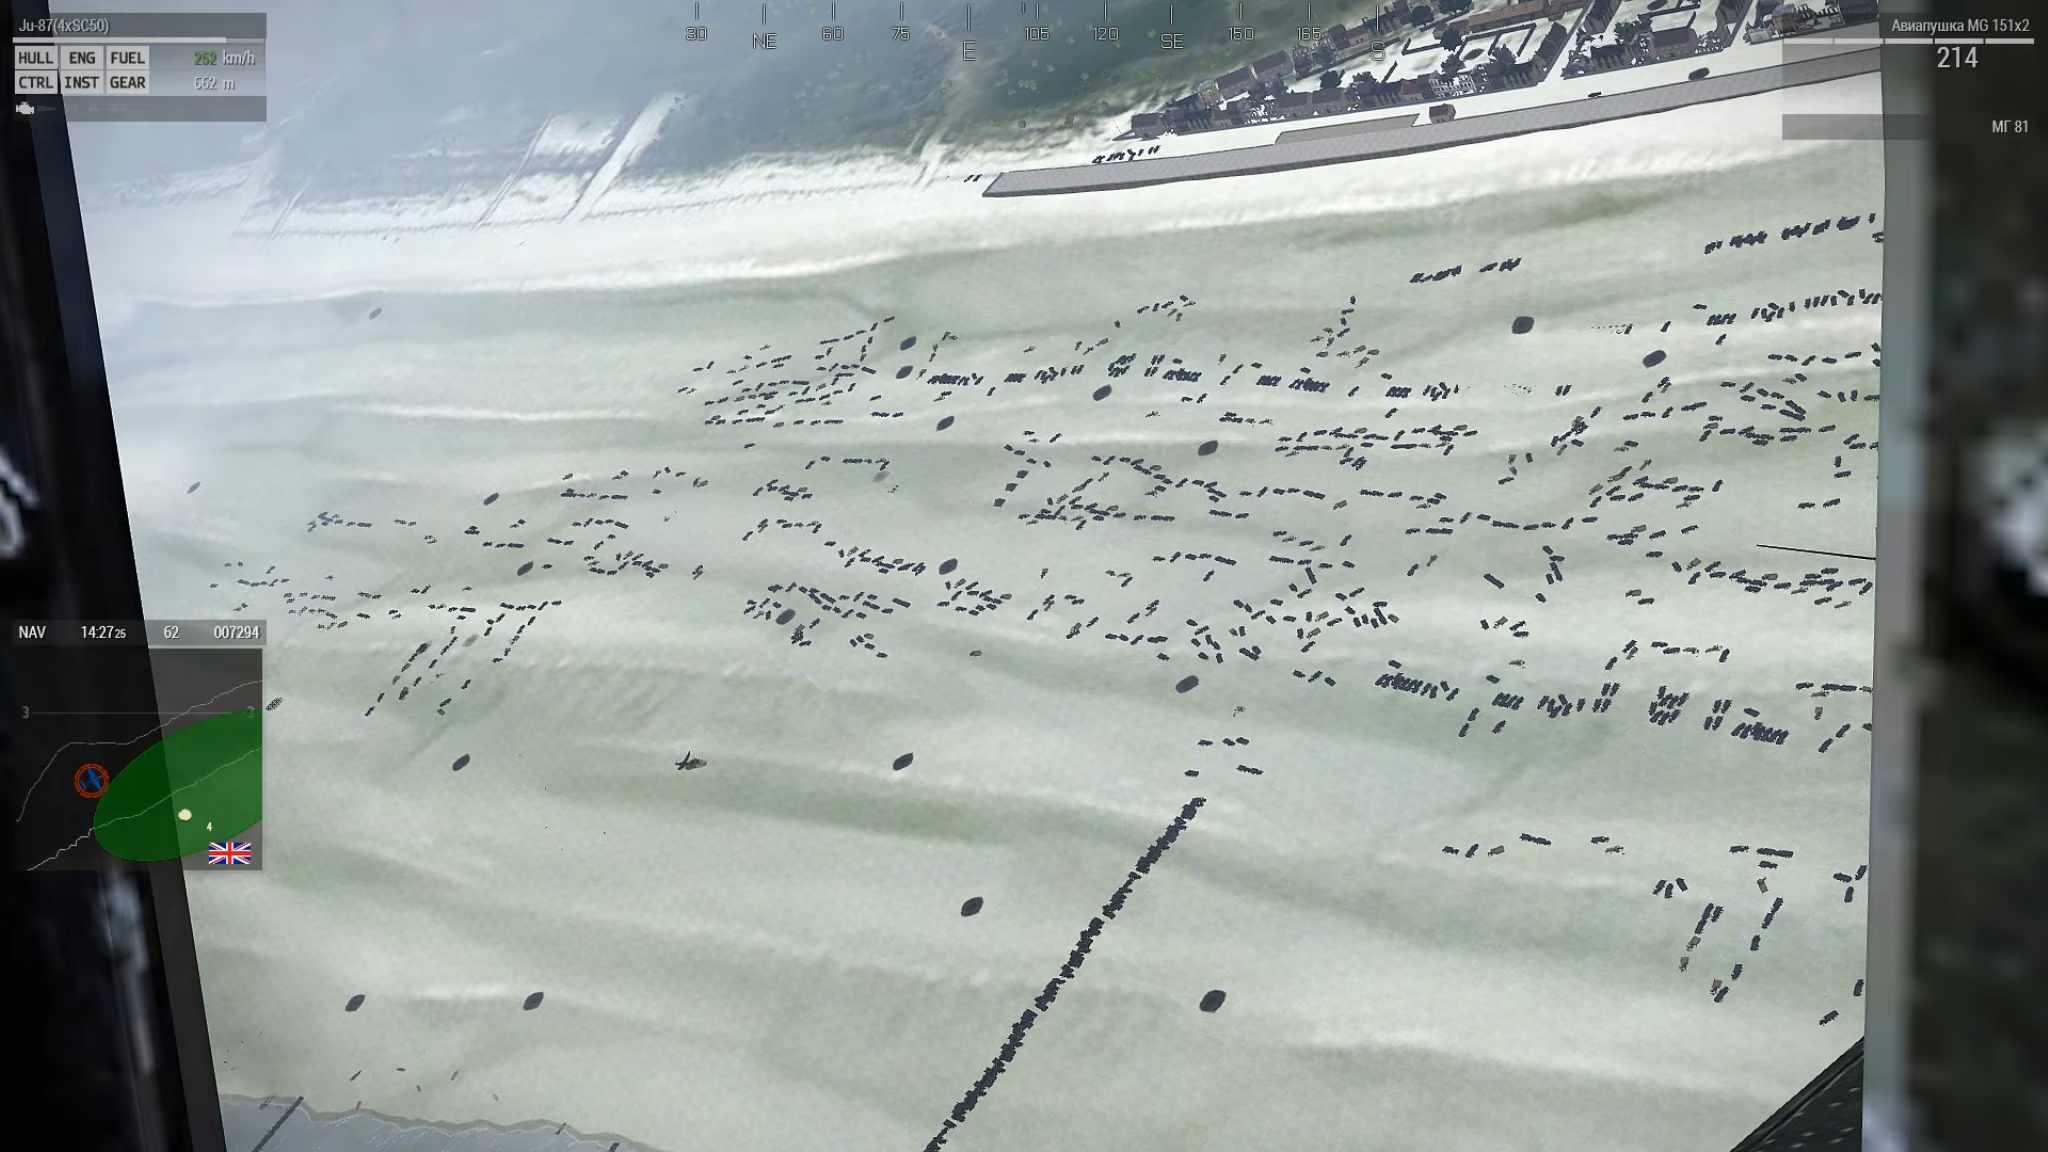 Ju-87(4xSC50)
HULL ENG FUEL 252 km/h
CTRL INST GEAR 662 m
30 NE 60 75 E 105 120 SE 150 165 S
Авиапушка MG 151x2
214
МГ 81
NAV 14:27 25 62 007294
3 3
4